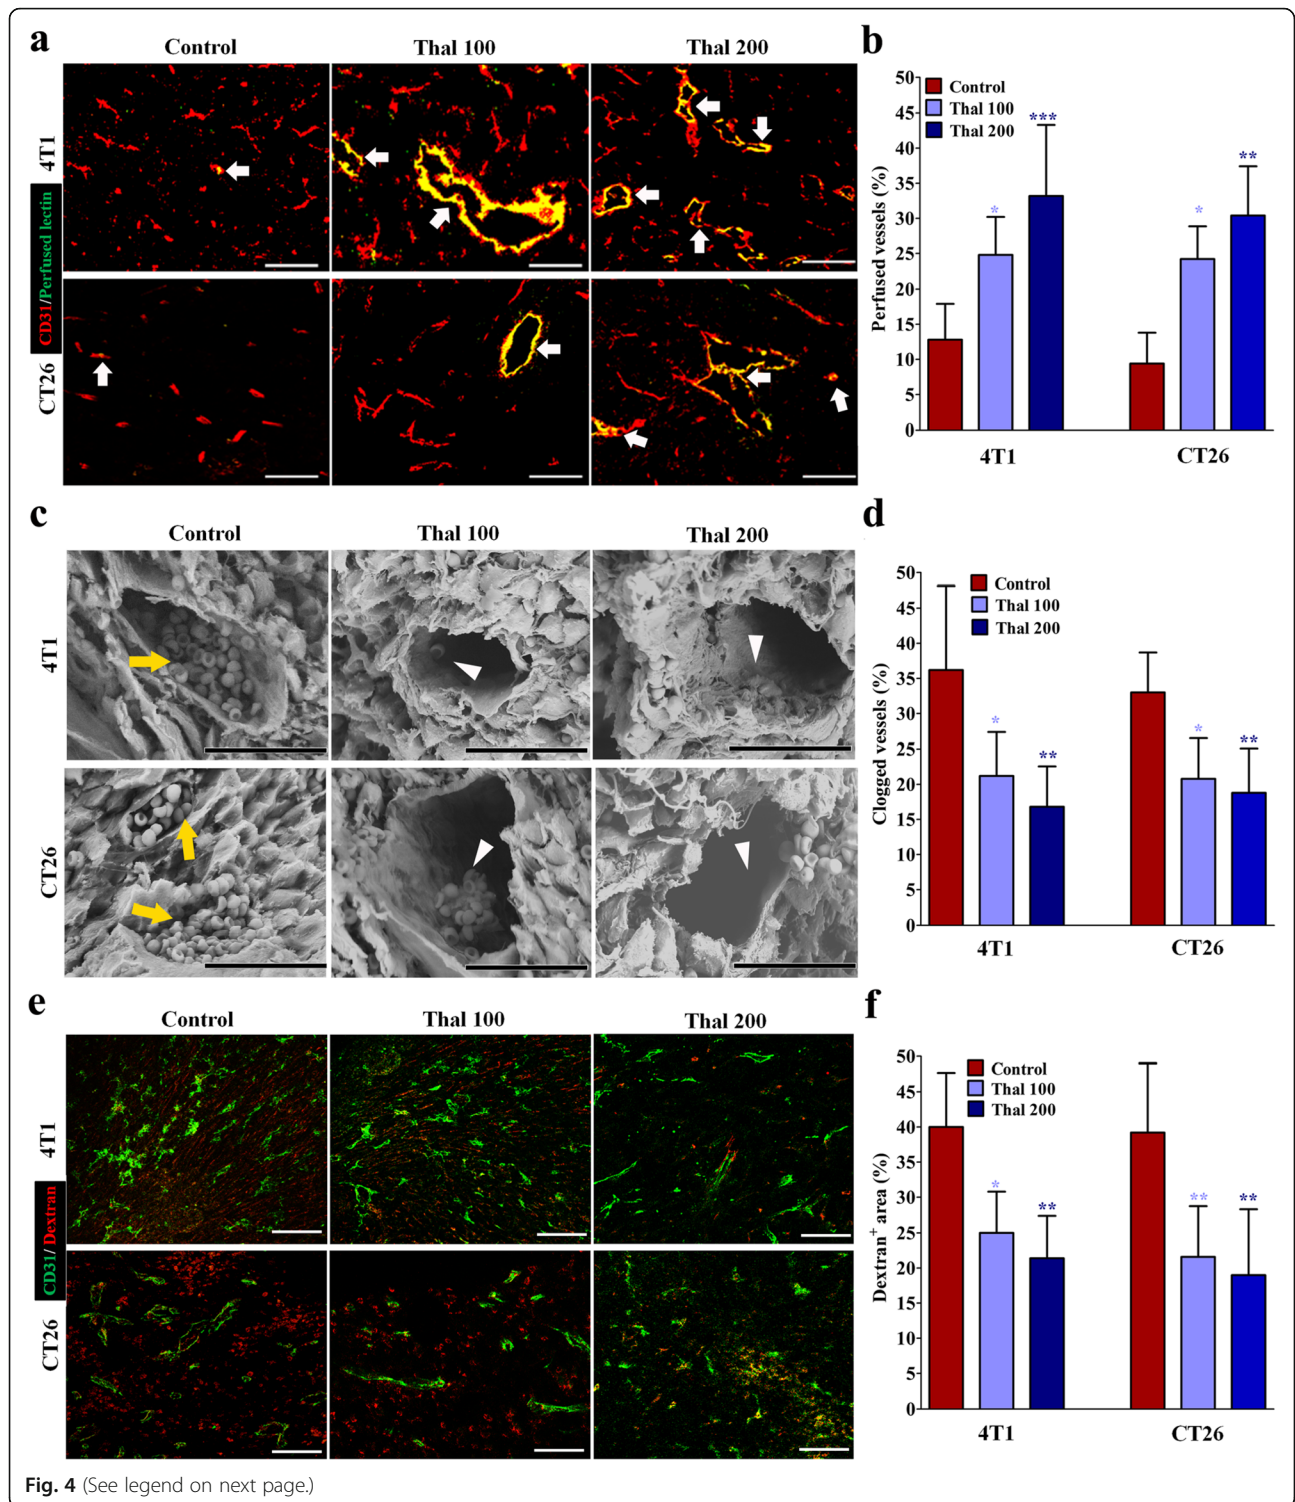 a
Control
Thal 100
Thal 200
4T1
CT26
CD31/Perfused lectin
b
Perfused vessels (%)
50
45
40
35
30
25
20
15
10
5
0
Control
Thal 100
Thal 200
*
***
*
**
4T1
CT26
c
Control
Thal 100
Thal 200
4T1
CT26
d
Clogged vessels (%)
50
45
40
35
30
25
20
15
10
5
0
Control
Thal 100
Thal 200
*
**
*
**
4T1
CT26
e
Control
Thal 100
Thal 200
4T1
CT26
CD31/ Dextran
f
Dextran⁺ area (%)
50
45
40
35
30
25
20
15
10
5
0
Control
Thal 100
Thal 200
*
**
**
**
4T1
CT26
Fig. 4 (See legend on next page.)